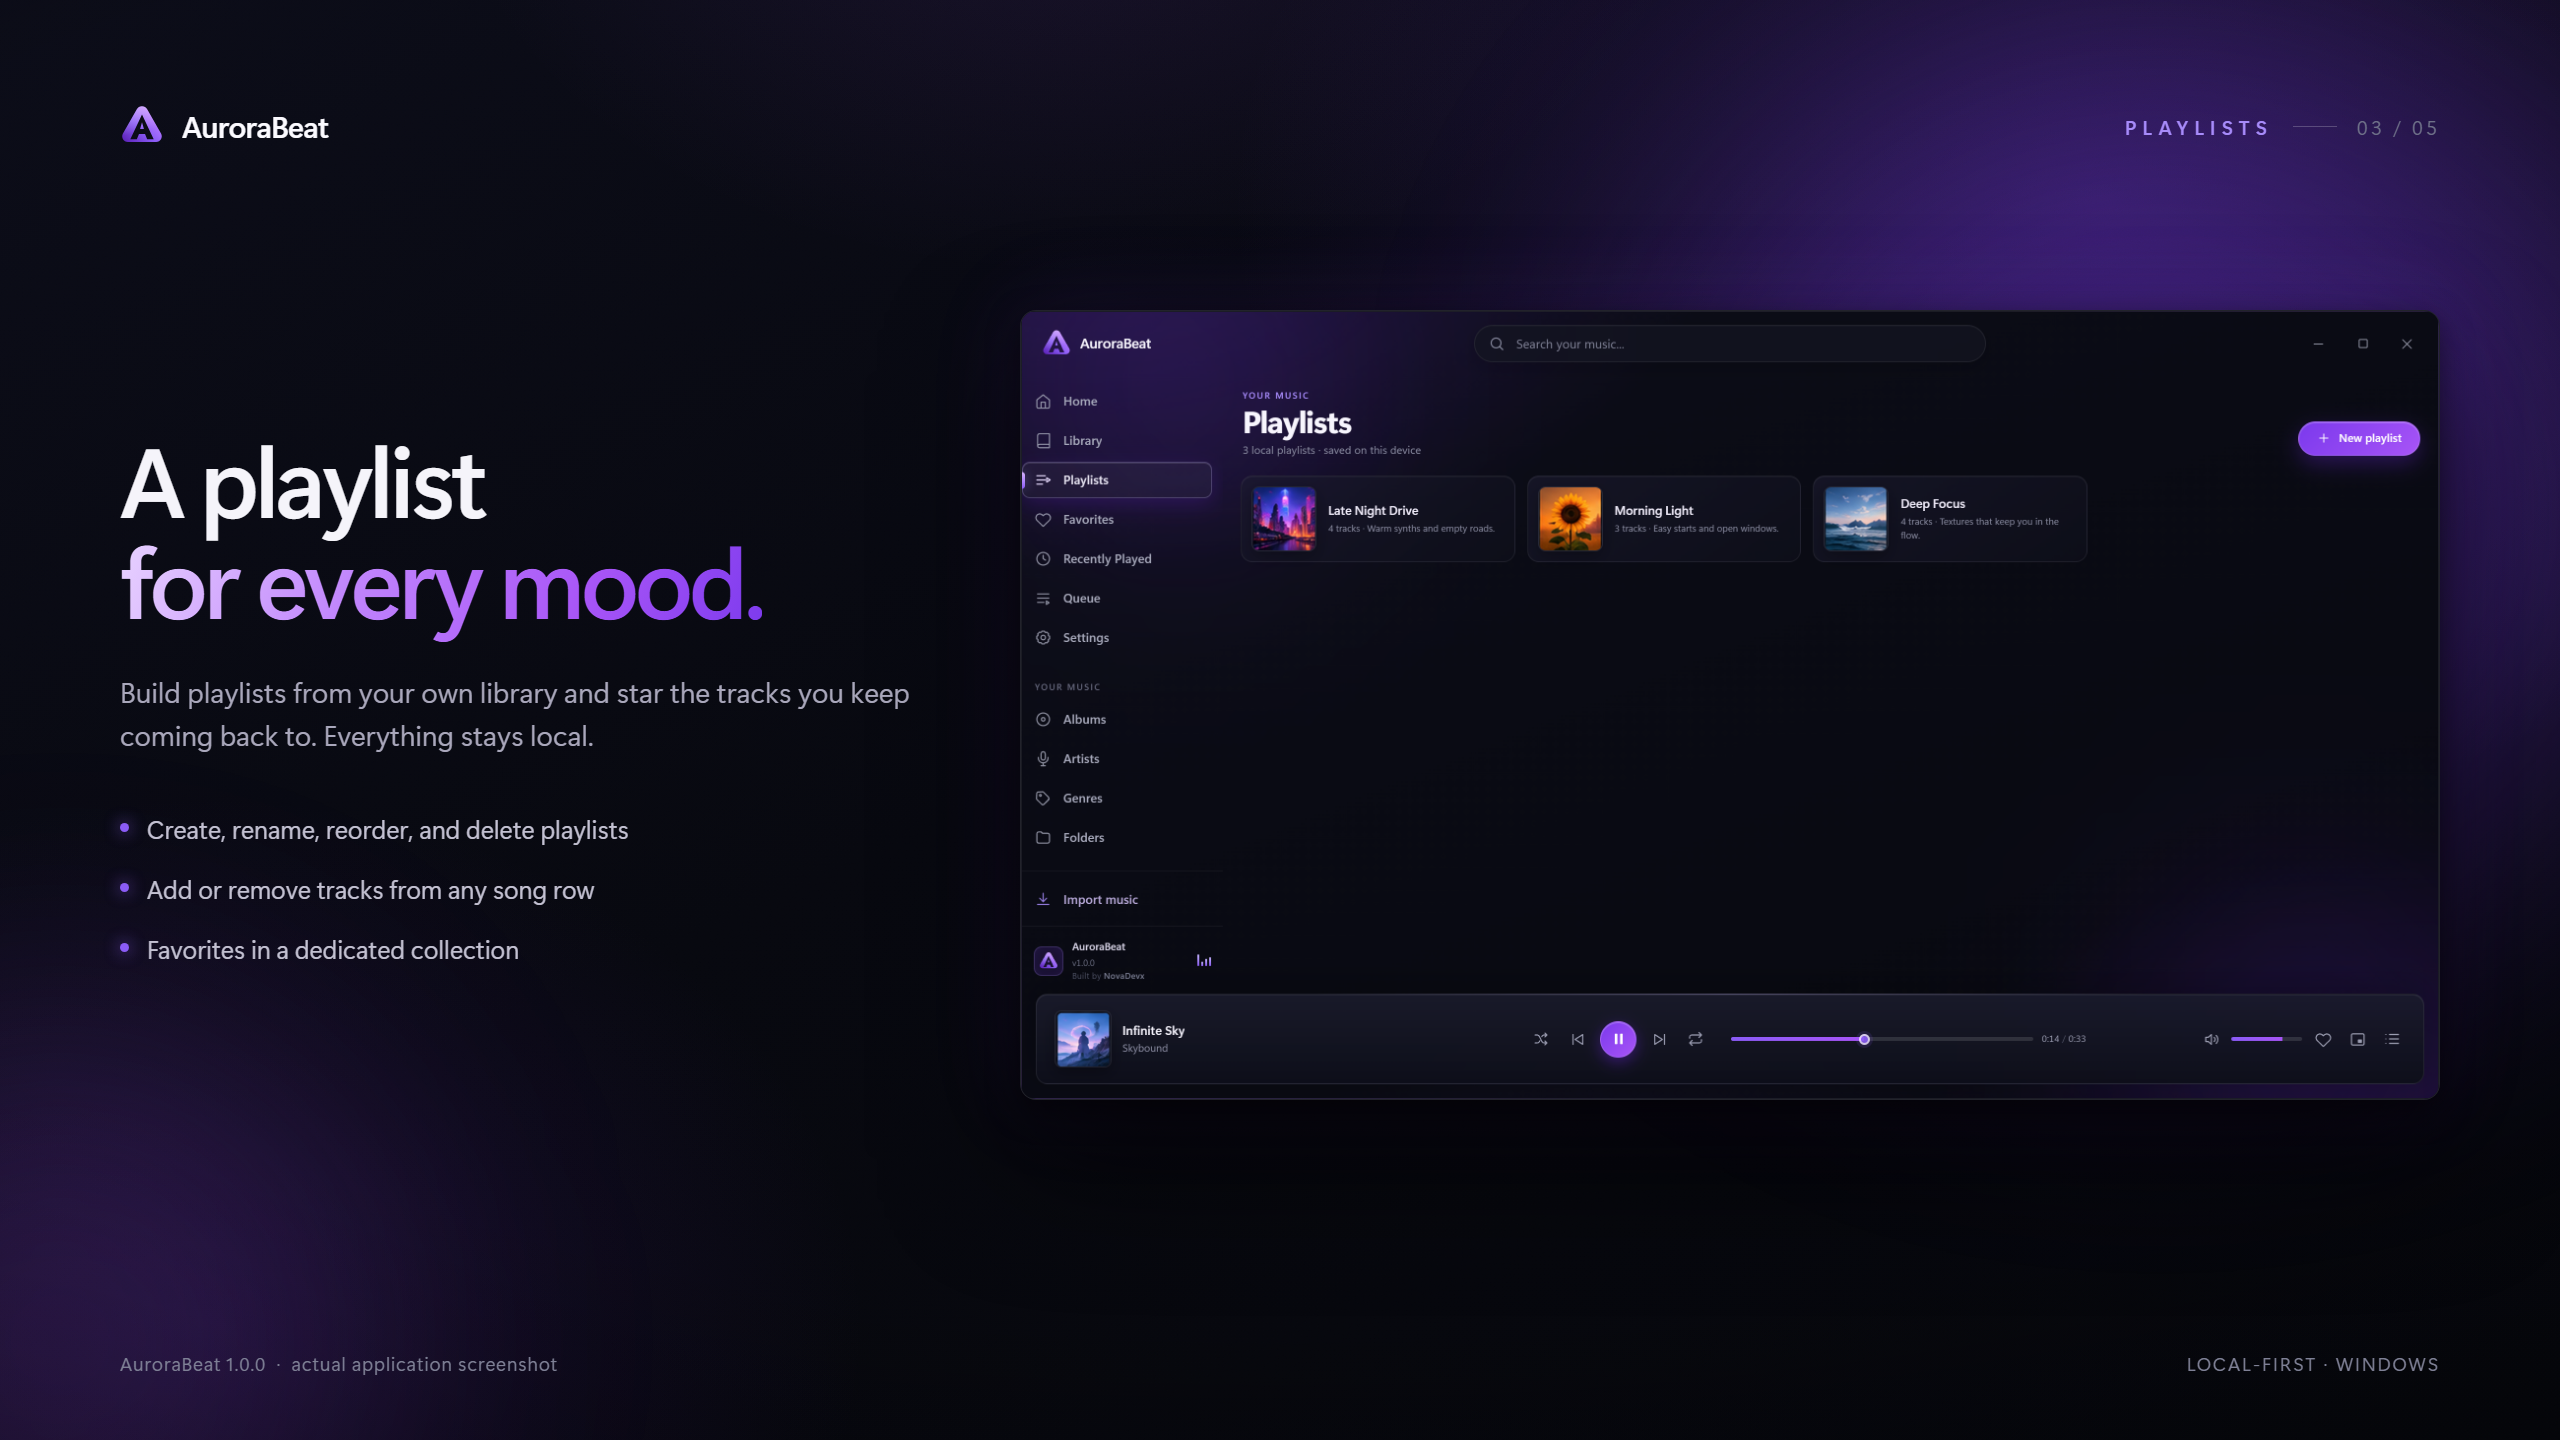 AuroraBeat
PLAYLISTS
03 / 05
A playlist
for every mood.
Build playlists from your own library and star the tracks you keep
coming back to. Everything stays local.
Create, rename, reorder, and delete playlists
Add or remove tracks from any song row
Favorites in a dedicated collection
AuroraBeat
Search your music...
Home
Library
Playlists
Favorites
Recently Played
Queue
Settings
YOUR MUSIC
Albums
Artists
Genres
Folders
Import music
AuroraBeat
v1.0.0
Built by NovaDevx
YOUR MUSIC
Playlists
3 local playlists · saved on this device
New playlist
Late Night Drive
4 tracks · Warm synths and empty roads.
Morning Light
3 tracks · Easy starts and open windows.
Deep Focus
4 tracks · Textures that keep you in the
flow.
Infinite Sky
Skybound
0:14 / 0:33
AuroraBeat 1.0.0 · actual application screenshot
LOCAL-FIRST · WINDOWS